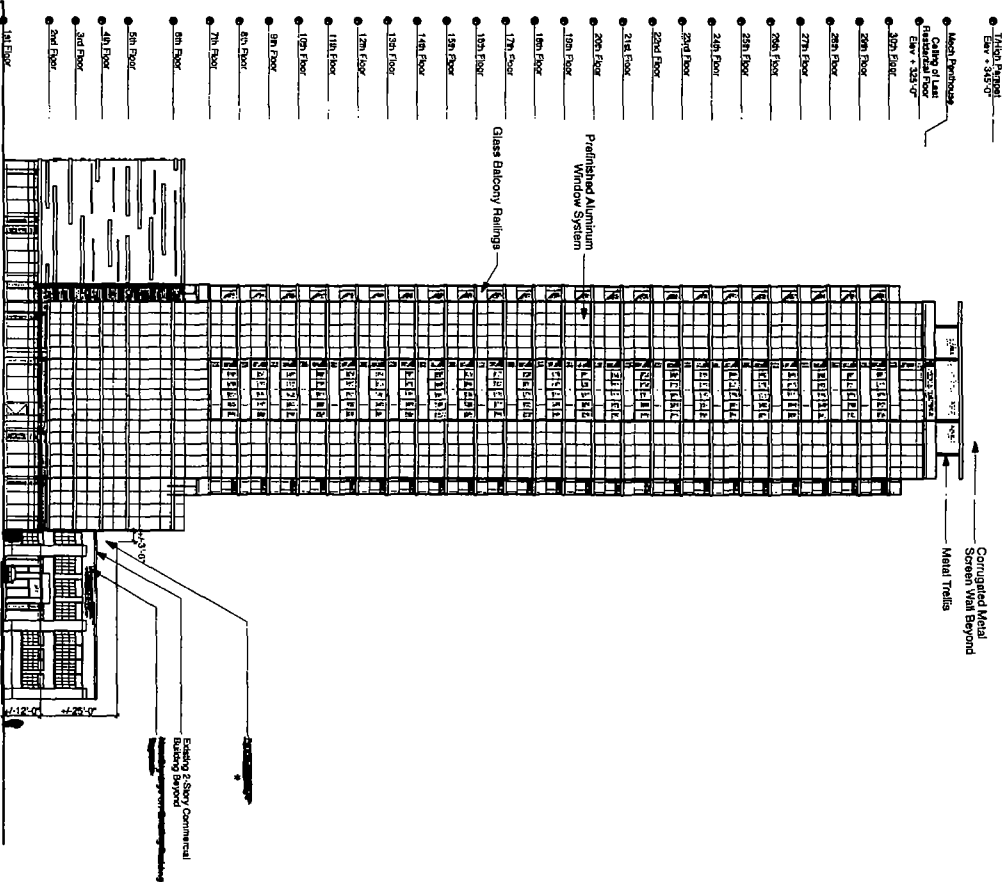 T/High Parapet
Elev + 345'-0"
Mech Penthouse
Ceiling of Last
Residential Floor
Elev + 325'-0"
30th Floor
29th Floor
28th Floor
27th Floor
26th Floor
25th Floor
24th Floor
23rd Floor
22nd Floor
21st Floor
20th Floor
19th Floor
18th Floor
17th Floor
16th Floor
15th Floor
14th Floor
13th Floor
12th Floor
11th Floor
10th Floor
9th Floor
8th Floor
7th Floor
6th Floor
5th Floor
4th Floor
3rd Floor
2nd Floor
1st Floor
Prefinished Aluminum
Window System
Glass Balcony Railings
Corrugated Metal
Screen Wall Beyond
Metal Trellis
+/-3'-0"
+/-25'-0"
+/-12'-0"
Existing 2-Story Commercial
Building Beyond
*